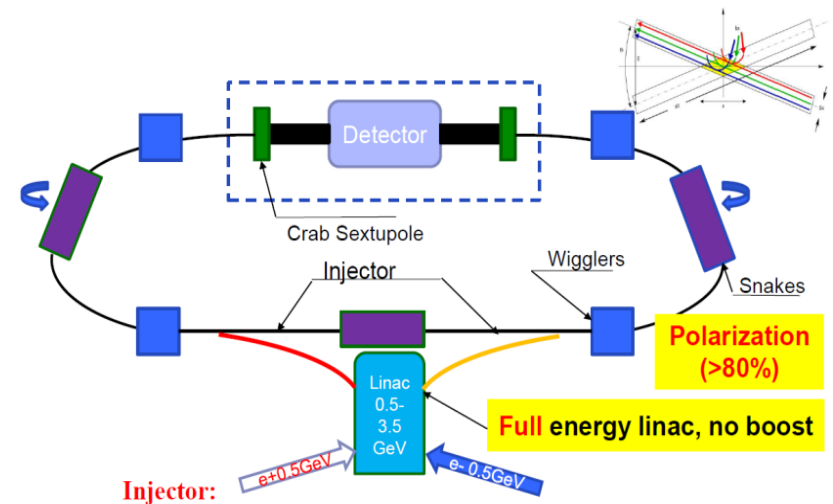 Detector
Crab Sextupole
Injector
Wigglers
Snakes
Polarization
(>80%)
Linac
0.5-
3.5
GeV
Full energy linac, no boost
e+0.5GeV
e- 0.5GeV
Injector: